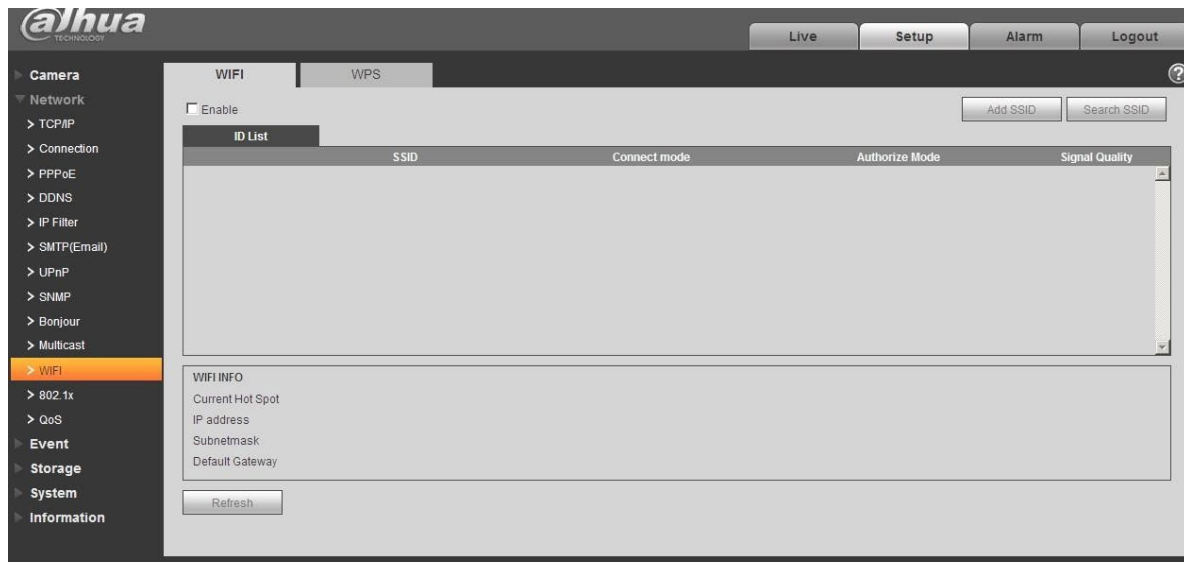 alhua
TECHNOLOGY
Live Setup Alarm Logout
Camera
Network
> TCP/IP
> Connection
> PPPoE
> DDNS
> IP Filter
> SMTP(Email)
> UPnP
> SNMP
> Bonjour
> Multicast
> WIFI
> 802.1x
> QoS
Event
Storage
System
Information
WIFI WPS
?
Enable Add SSID Search SSID
ID List
SSID Connect mode Authorize Mode Signal Quality
WIFI INFO
Current Hot Spot
IP address
Subnetmask
Default Gateway
Refresh